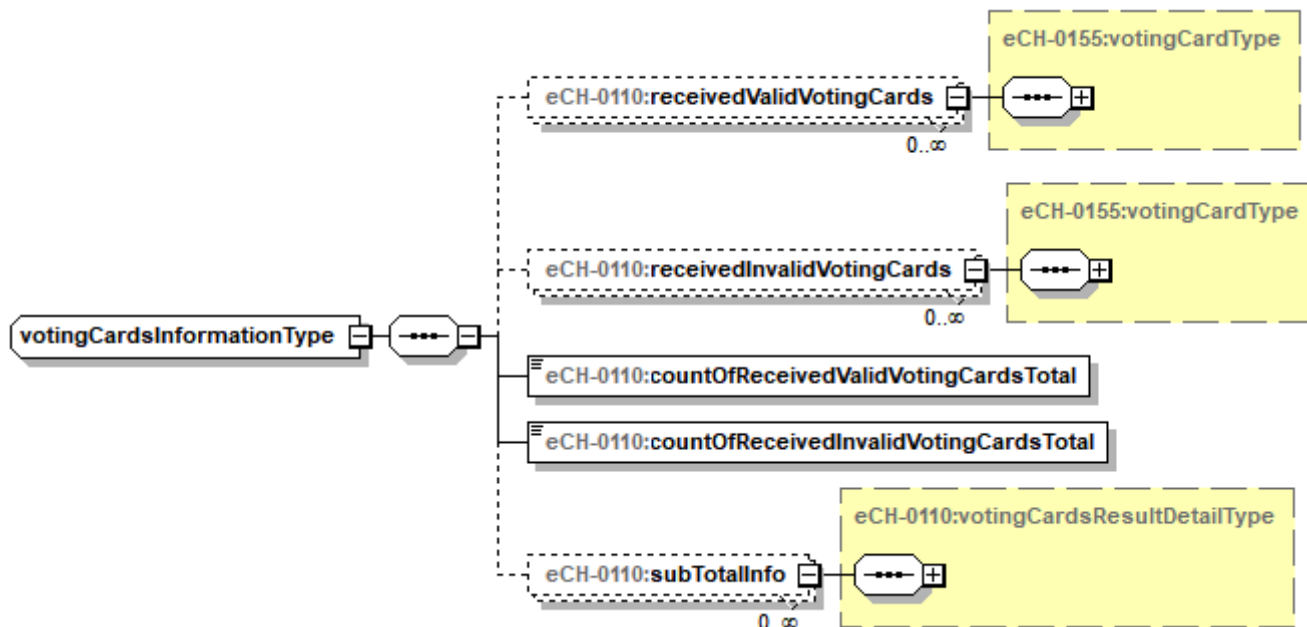 eCH-0155:votingCardType
eCH-0110:receivedValidVotingCards
0..∞
eCH-0155:votingCardType
eCH-0110:receivedInvalidVotingCards
0..∞
votingCardsInformationType
eCH-0110:countOfReceivedValidVotingCardsTotal
eCH-0110:countOfReceivedInvalidVotingCardsTotal
eCH-0110:votingCardsResultDetailType
eCH-0110:subTotalInfo
0..∞